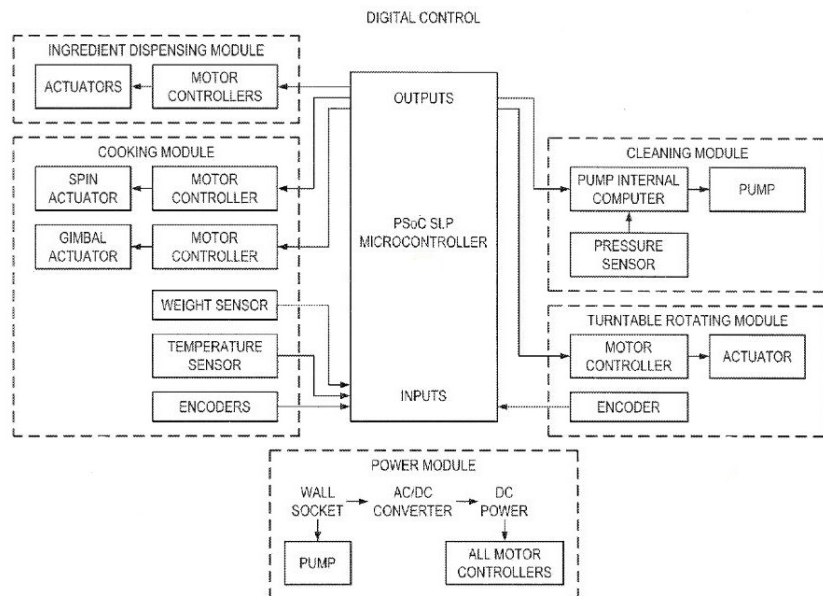 DIGITAL CONTROL
INGREDIENT DISPENSING MODULE
ACTUATORS
MOTOR
CONTROLLERS
COOKING MODULE
SPIN
ACTUATOR
MOTOR
CONTROLLER
GIMBAL
ACTUATOR
MOTOR
CONTROLLER
WEIGHT SENSOR
TEMPERATURE
SENSOR
ENCODERS
OUTPUTS
PSoC 5LP
MICROCONTROLLER
INPUTS
CLEANING MODULE
PUMP INTERNAL
COMPUTER
PUMP
PRESSURE
SENSOR
TURNTABLE ROTATING MODULE
MOTOR
CONTROLLER
ACTUATOR
ENCODER
POWER MODULE
WALL
SOCKET
AC/DC
CONVERTER
DC
POWER
PUMP
ALL MOTOR
CONTROLLERS